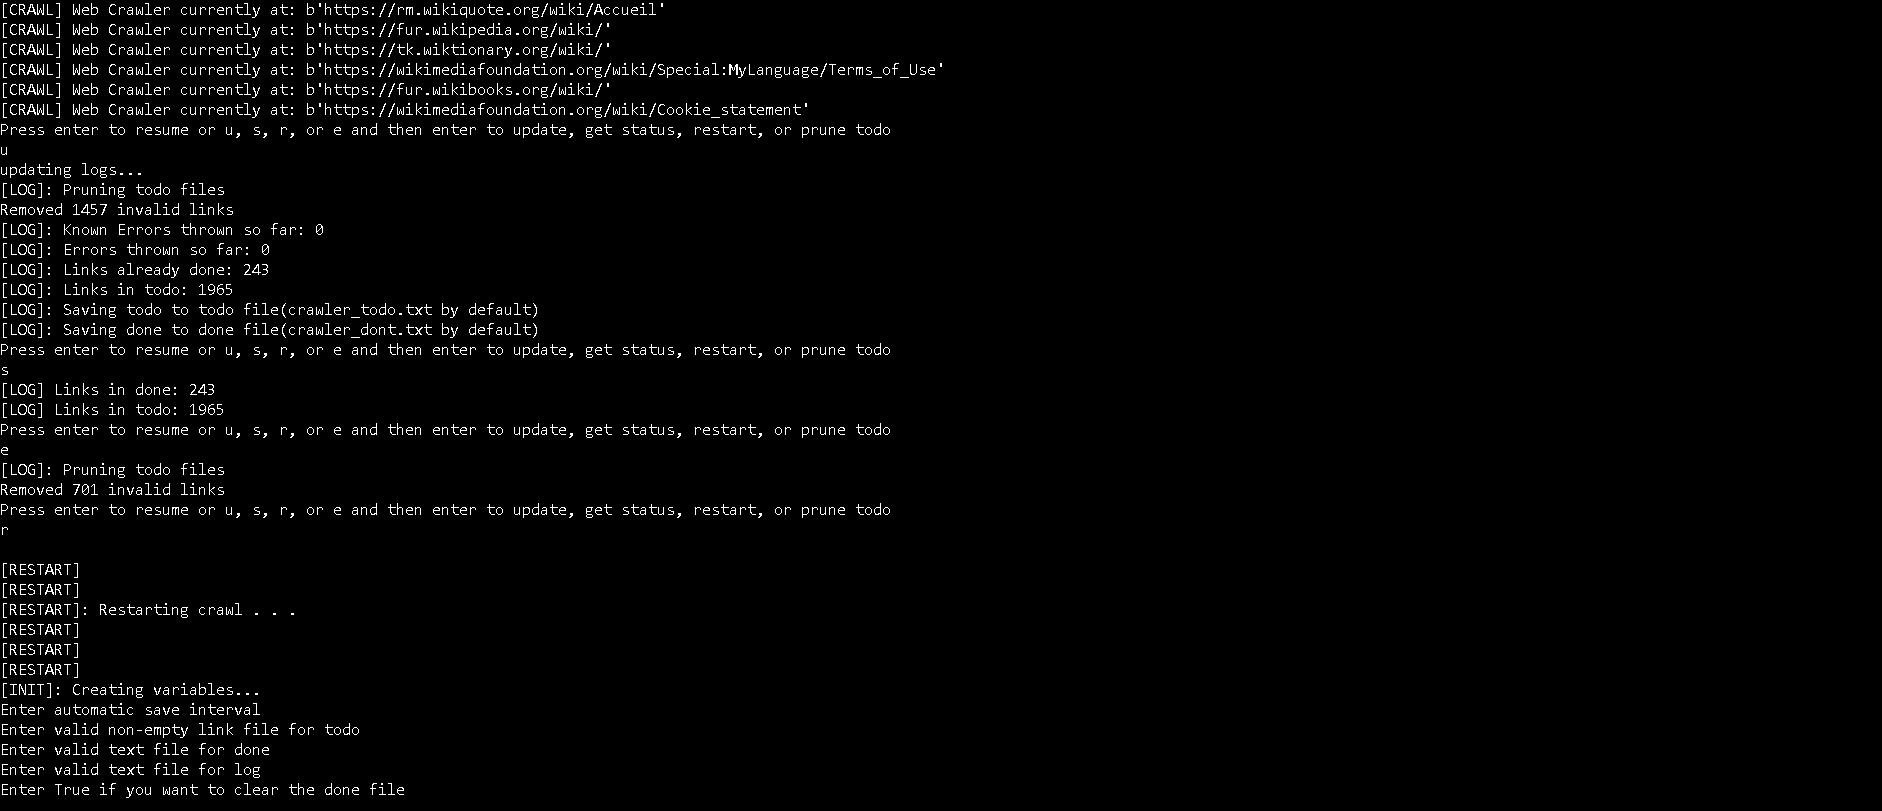 [CRAWL] Web Crawler currently at: b'https://rm.wikiquote.org/wiki/Accueil'
[CRAWL] Web Crawler currently at: b'https://fur.wikipedia.org/wiki/'
[CRAWL] Web Crawler currently at: b'https://tk.wiktionary.org/wiki/'
[CRAWL] Web Crawler currently at: b'https://wikimediafoundation.org/wiki/Special:MyLanguage/Terms_of_Use'
[CRAWL] Web Crawler currently at: b'https://fur.wikibooks.org/wiki/'
[CRAWL] Web Crawler currently at: b'https://wikimediafoundation.org/wiki/Cookie_statement'
Press enter to resume or u, s, r, or e and then enter to update, get status, restart, or prune todo
u
updating logs...
[LOG]: Pruning todo files
Removed 1457 invalid links
[LOG]: Known Errors thrown so far: 0
[LOG]: Errors thrown so far: 0
[LOG]: Links already done: 243
[LOG]: Links in todo: 1965
[LOG]: Saving todo to todo file(crawler_todo.txt by default)
[LOG]: Saving done to done file(crawler_dont.txt by default)
Press enter to resume or u, s, r, or e and then enter to update, get status, restart, or prune todo
s
[LOG] Links in done: 243
[LOG] Links in todo: 1965
Press enter to resume or u, s, r, or e and then enter to update, get status, restart, or prune todo
e
[LOG]: Pruning todo files
Removed 701 invalid links
Press enter to resume or u, s, r, or e and then enter to update, get status, restart, or prune todo
r
[RESTART]
[RESTART]
[RESTART]: Restarting crawl . . .
[RESTART]
[RESTART]
[RESTART]
[INIT]: Creating variables...
Enter automatic save interval
Enter valid non-empty link file for todo
Enter valid text file for done
Enter valid text file for log
Enter True if you want to clear the done file